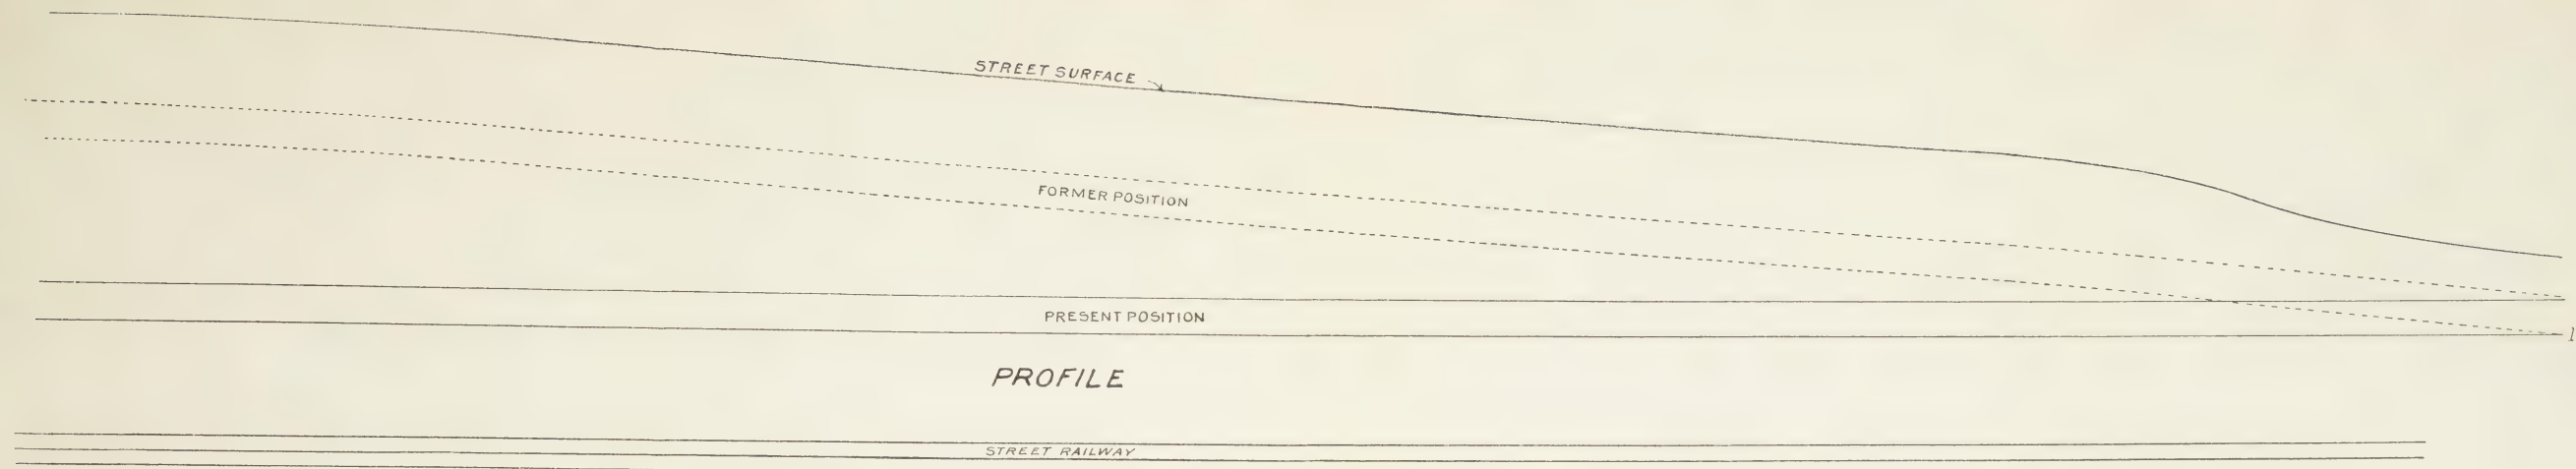 STREET SURFACE
FORMER POSITION
PRESENT POSITION
PROFILE
STREET RAILWAY